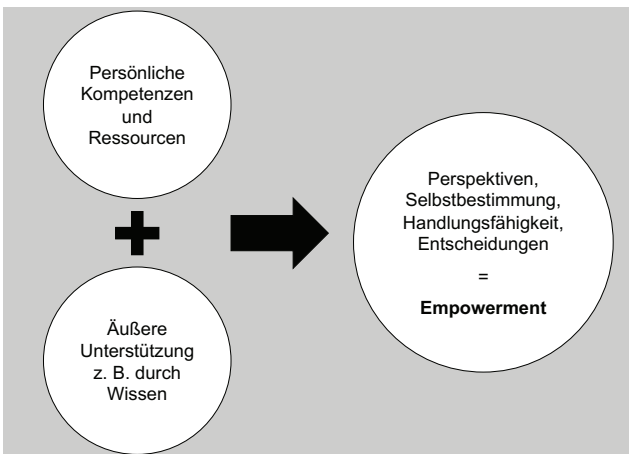 Persönliche
Kompetenzen
und
Ressourcen
+
Äußere
Unterstützung
z. B. durch
Wissen
Perspektiven,
Selbstbestimmung,
Handlungsfähigkeit,
Entscheidungen
=
Empowerment